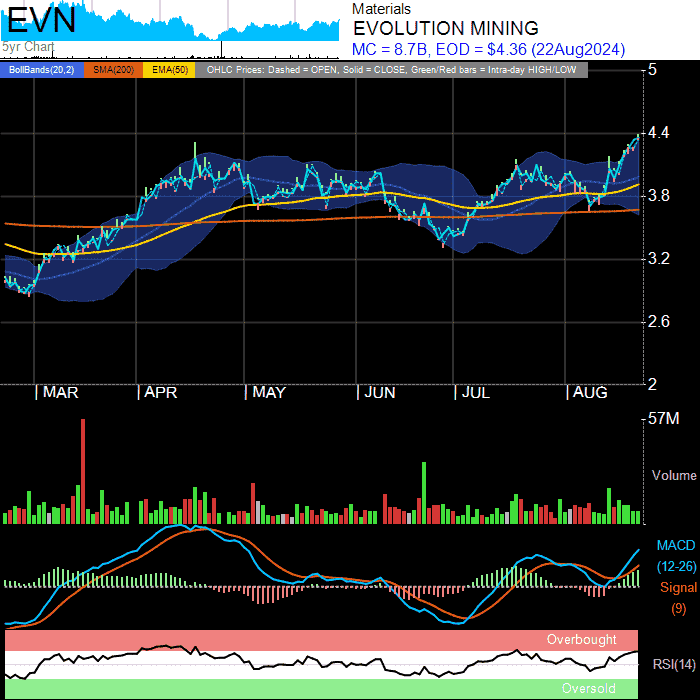 EVN
5yr Chart
Materials
EVOLUTION MINING
MC = 8.7B, EOD = $4.36 (22Aug2024)
BollBands(20,2) SMA(200) EMA(50) OHLC Prices: Dashed = OPEN, Solid = CLOSE, Green/Red bars = Intra-day HIGH/LOW
5
4.4
3.8
3.2
2.6
2
MAR APR MAY JUN JUL AUG
57M
Volume
MACD
(12-26)
Signal
(9)
Overbought
RSI(14)
Oversold